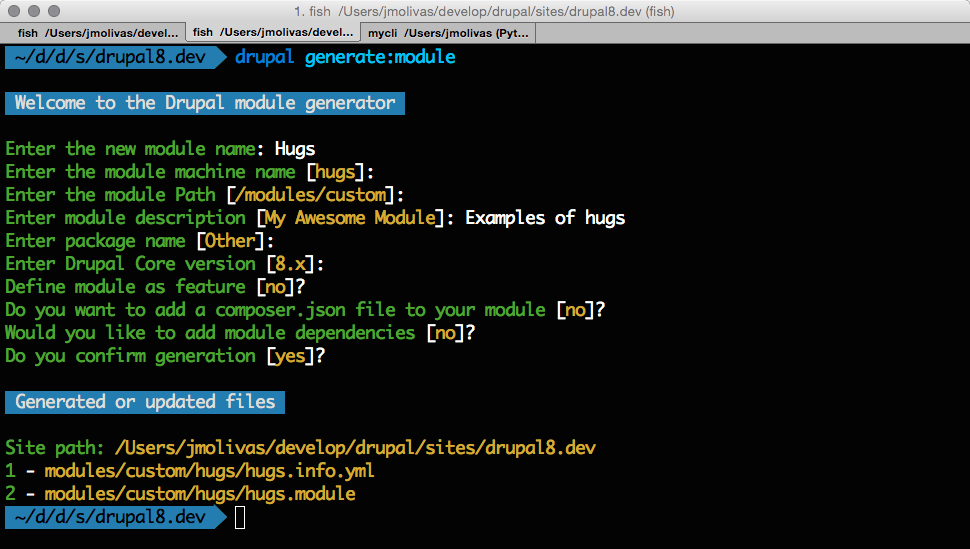 1. fish  /Users/jmolivas/develop/drupal/sites/drupal8.dev (fish)
fish  /Users/jmolivas/devel... fish  /Users/jmolivas/develo... mycli  /Users/jmolivas (Pyt...
~/d/d/s/drupal8.dev drupal generate:module
Welcome to the Drupal module generator
Enter the new module name: Hugs
Enter the module machine name [hugs]:
Enter the module Path [/modules/custom]:
Enter module description [My Awesome Module]: Examples of hugs
Enter package name [Other]:
Enter Drupal Core version [8.x]:
Define module as feature [no]?
Do you want to add a composer.json file to your module [no]?
Would you like to add module dependencies [no]?
Do you confirm generation [yes]?
Generated or updated files
Site path: /Users/jmolivas/develop/drupal/sites/drupal8.dev
1 - modules/custom/hugs/hugs.info.yml
2 - modules/custom/hugs/hugs.module
~/d/d/s/drupal8.dev